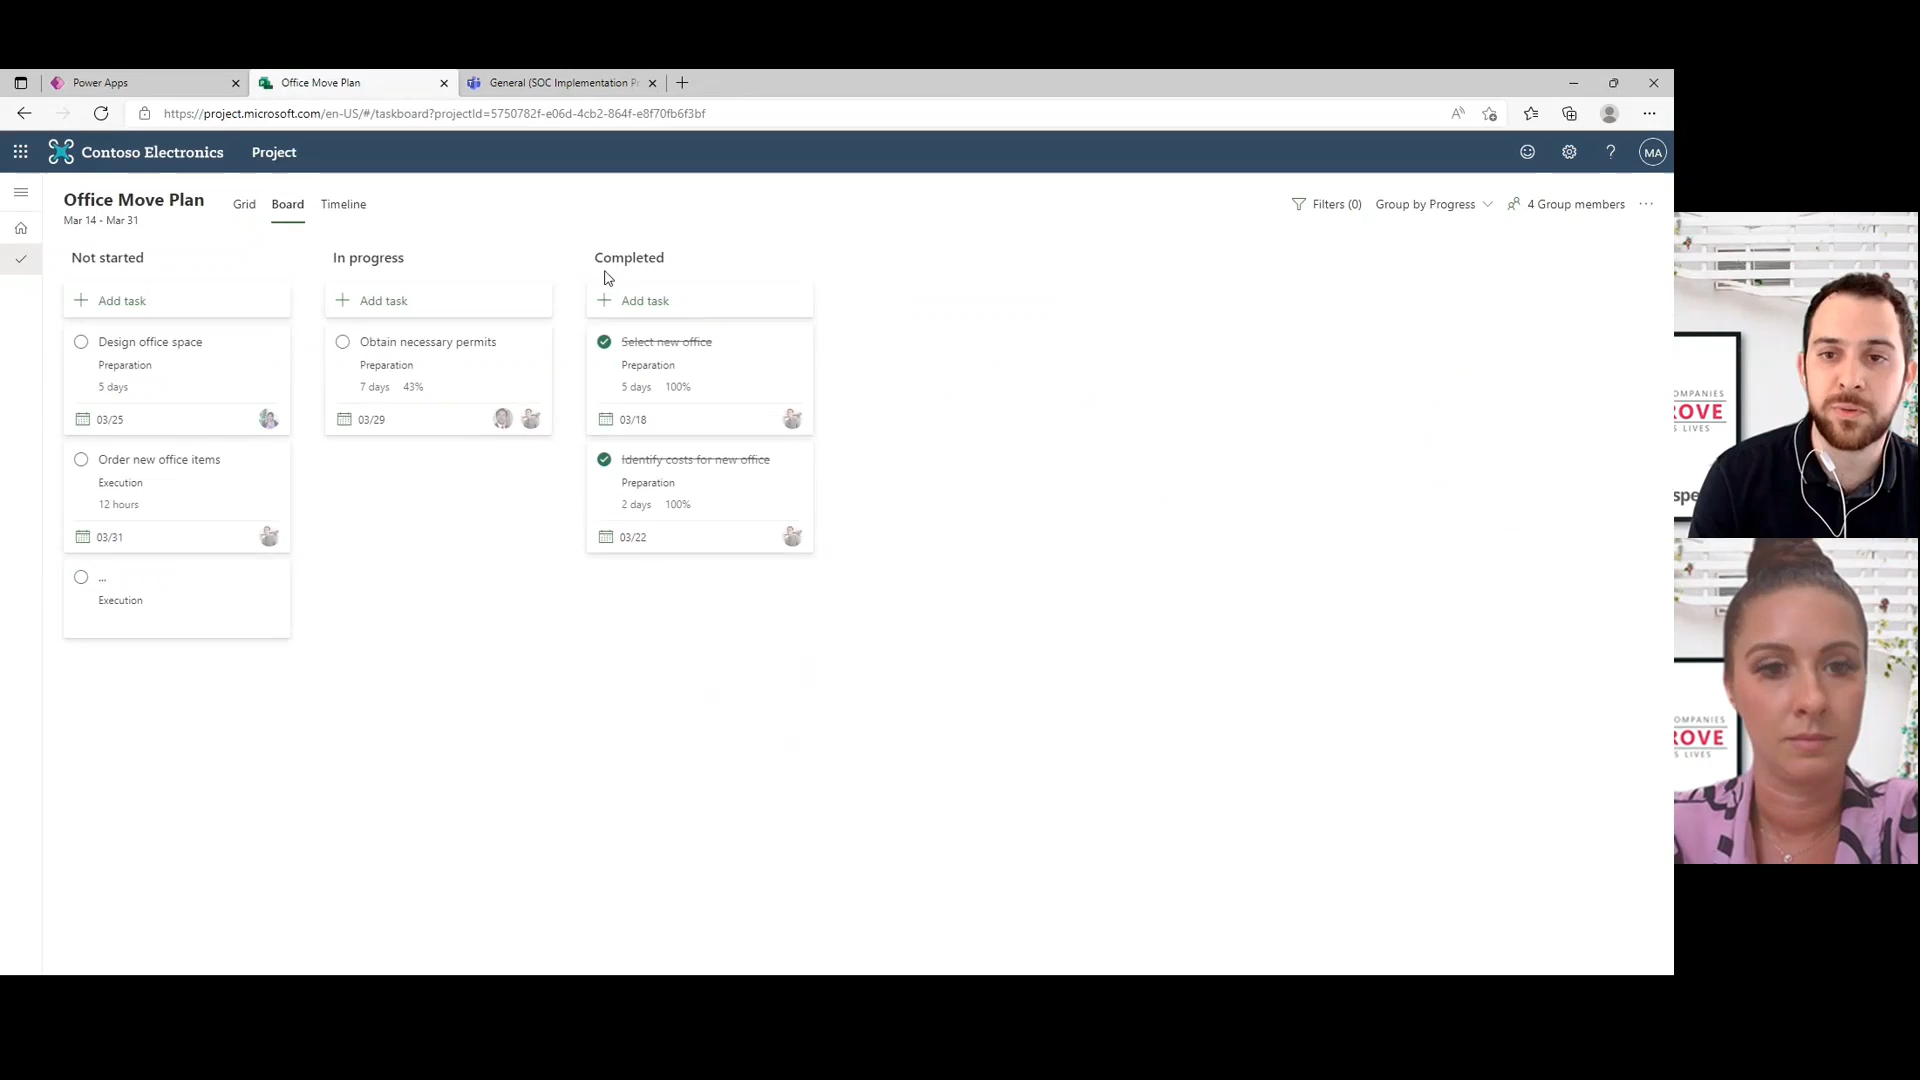 Power Apps
Office Move Plan
General (SOC Implementation Pr
https://project.microsoft.com/en-US/#/taskboard?projectId=5750782f-e06d-4cb2-864f-e8f70fb6f3bf
Contoso Electronics
Project
MA
Office Move Plan
Mar 14 - Mar 31
Grid
Board
Timeline
Filters (0)
Group by Progress
4 Group members
Not started
Add task
Design office space
Preparation
5 days
03/25
Order new office items
Execution
12 hours
03/31
...
Execution
In progress
Add task
Obtain necessary permits
Preparation
7 days 43%
03/29
Completed
Add task
Select new office
Preparation
5 days 100%
03/18
Identify costs for new office
Preparation
2 days 100%
03/22
OMPANIES
ROVE
S LIVES
spe
OMPANIES
ROVE
S LIVES